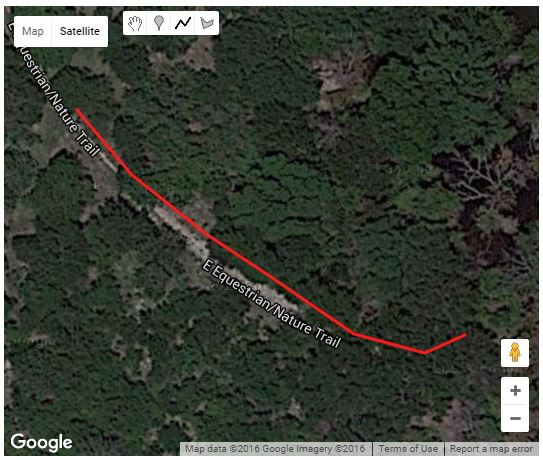 Map Satellite
E Equestrian/Nature Trail
E Equestrian/Nature Trail
Google
Map data ©2016 Google Imagery ©2016 Terms of Use Report a map error